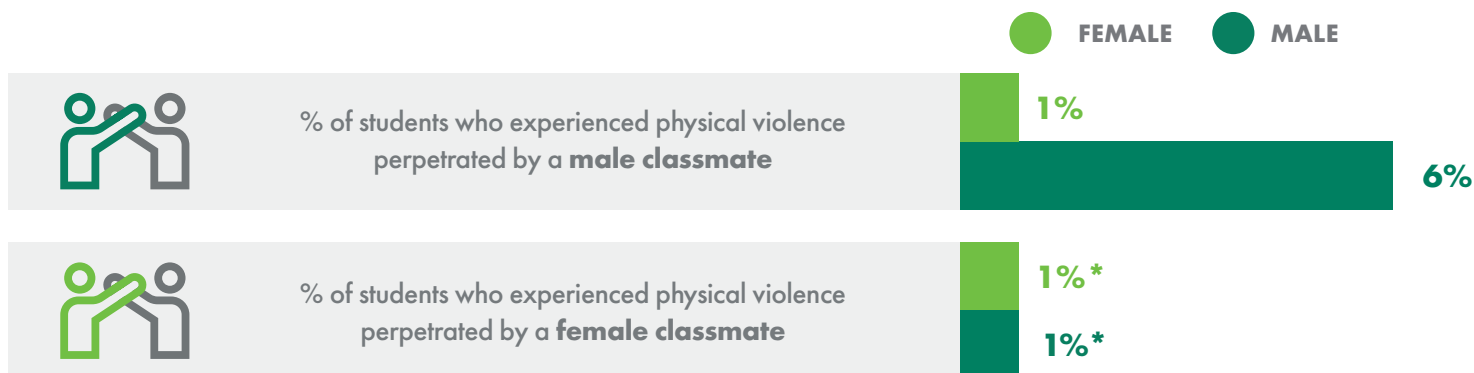 FEMALE MALE
% of students who experienced physical violence
perpetrated by a male classmate
1%
6%
% of students who experienced physical violence
perpetrated by a female classmate
1%*
1%*